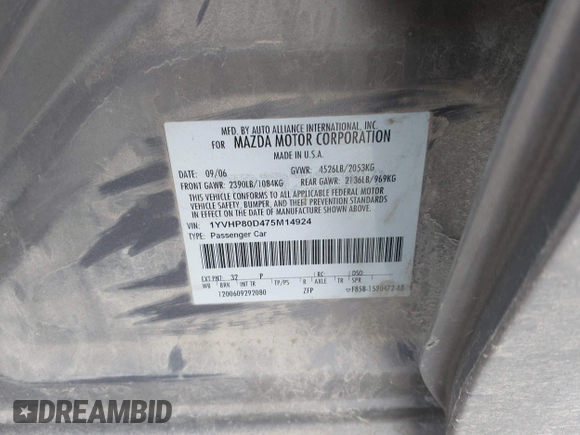 MFD. BY AUTO ALLIANCE INTERNATIONAL, INC.
FOR MAZDA MOTOR CORPORATION
MADE IN U.S.A.
DATE: 09/06 GVWR: 4526LB/2053KG
FRONT GAWR: 2390LB/1084KG REAR GAWR: 2136LB/969KG
THIS VEHICLE CONFORMS TO ALL APPLICABLE FEDERAL MOTOR
VEHICLE SAFETY, BUMPER, AND THEFT PREVENTION STANDARDS
IN EFFECT ON THE DATE OF MANUFACTURE SHOWN ABOVE.
VIN: 1YVHP80D475M14924
TYPE: Passenger Car
EXT PNT: 32 P RC: DSO:
WB BRK INT TR TP/PS R AXLE TR SPR
1200609292080 ZFP
DREAMBID